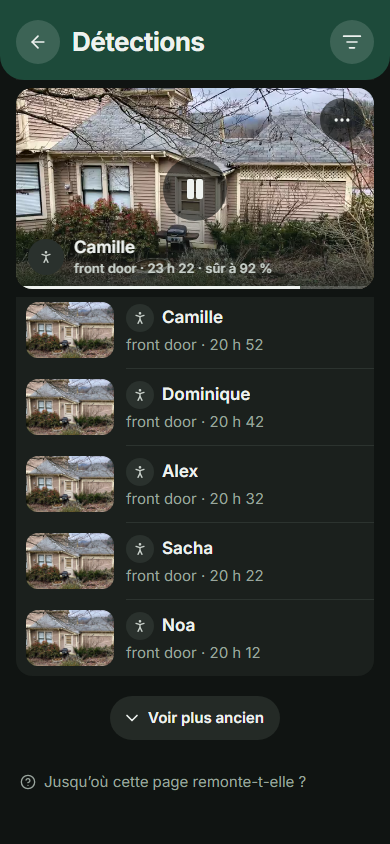 Détections
Camille
front door · 23 h 22 · sûr à 92 %
Camille
front door · 20 h 52
Dominique
front door · 20 h 42
Alex
front door · 20 h 32
Sacha
front door · 20 h 22
Noa
front door · 20 h 12
Voir plus ancien
Jusqu’où cette page remonte-t-elle ?